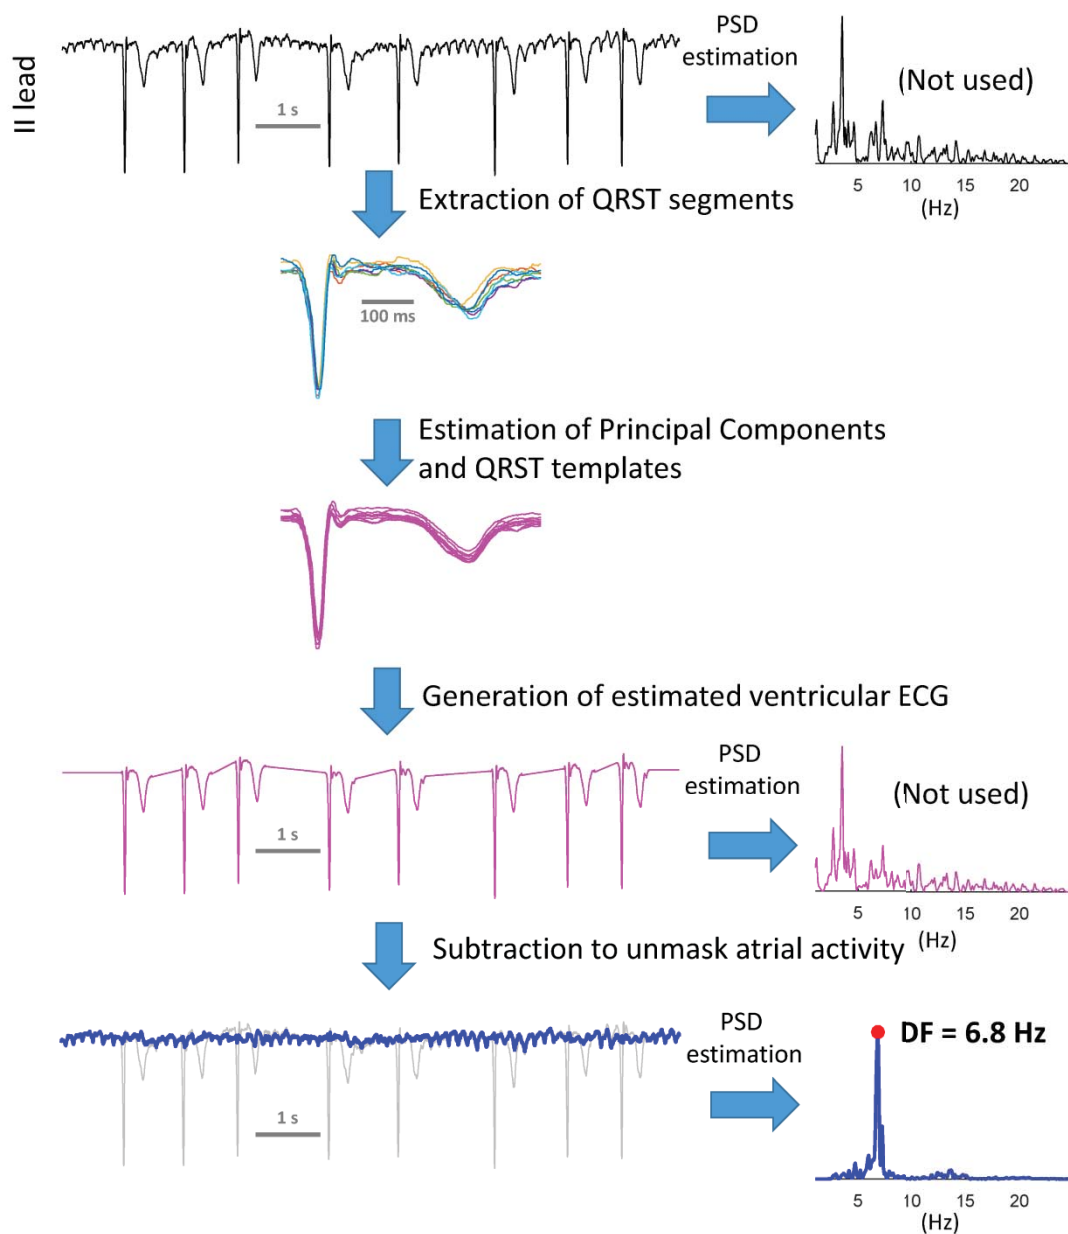 II lead
1 s
PSD
estimation
(Not used)
5 10 15 20
(Hz)
Extraction of QRST segments
100 ms
Estimation of Principal Components
and QRST templates
Generation of estimated ventricular ECG
1 s
PSD
estimation
(Not used)
5 10 15 20
(Hz)
Subtraction to unmask atrial activity
1 s
PSD
estimation
DF = 6.8 Hz
5 10 15 20
(Hz)